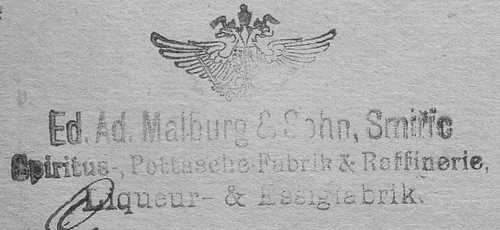 Ed. Ad. Malburg & Sohn, Smiřic
Spiritus-, Pottasche-Fabrik & Raffinerie,
Liqueur- & Essigfabrik.